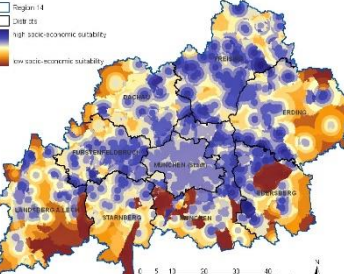 Region 14
Districts
high socio-economic suitability
low socio-economic suitability
FREISING
DACHAU
ERDING
FÜRSTENFELDBRUCK
MÜNCHEN (Stadt)
EBERSBERG
LANDSBERG A.LECH
STARNBERG
MÜNCHEN
0 5 10 20 30 40
N